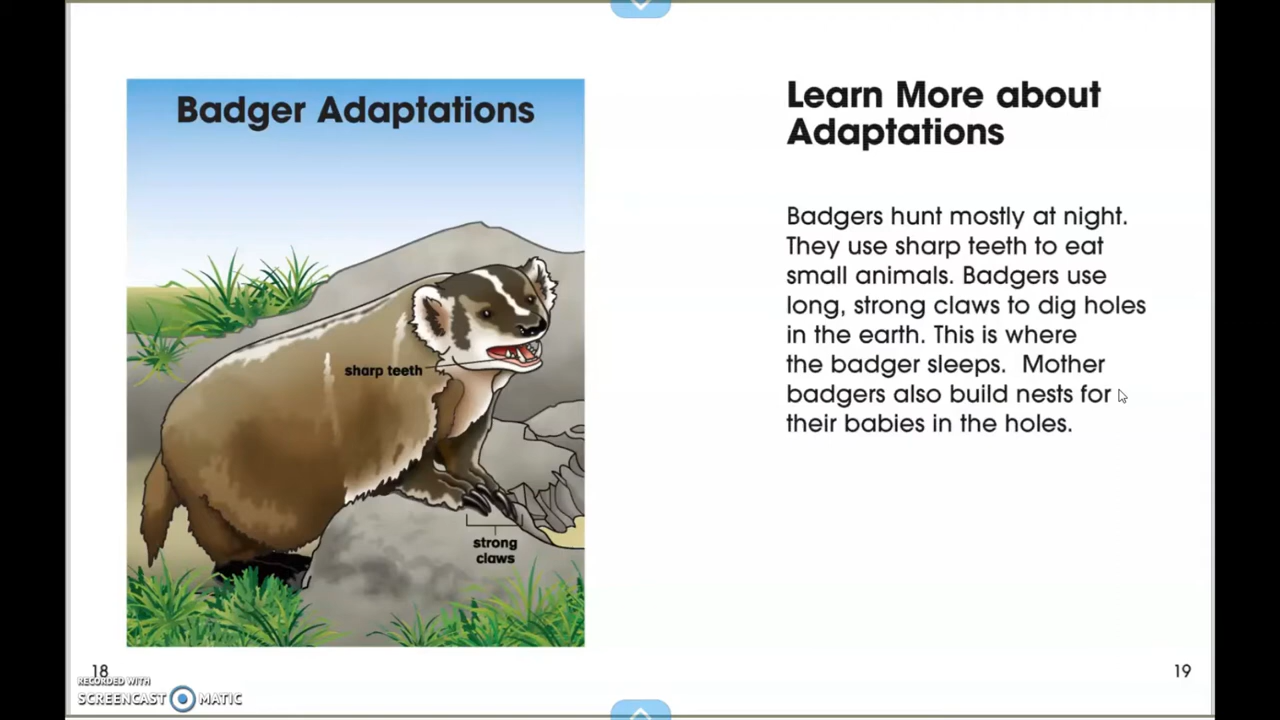 Badger Adaptations
sharp teeth
strong
claws
18
Learn More about
Adaptations
Badgers hunt mostly at night.
They use sharp teeth to eat
small animals. Badgers use
long, strong claws to dig holes
in the earth. This is where
the badger sleeps.  Mother
badgers also build nests for
their babies in the holes.
19
RECORDED WITH
SCREENCAST MATIC